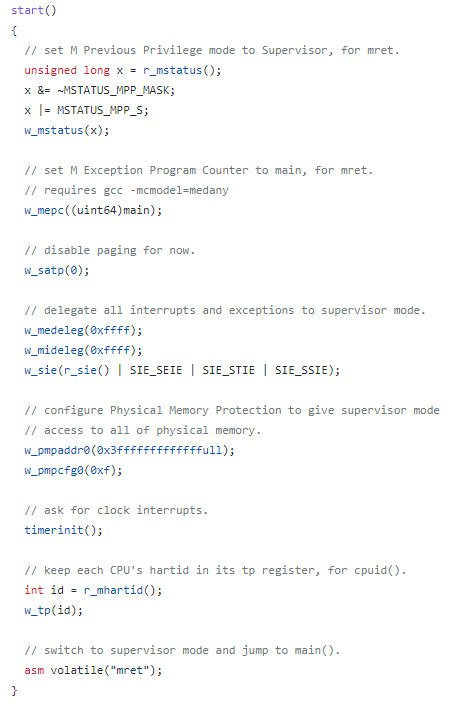 start()
{
  // set M Previous Privilege mode to Supervisor, for mret.
  unsigned long x = r_mstatus();
  x &= ~MSTATUS_MPP_MASK;
  x |= MSTATUS_MPP_S;
  w_mstatus(x);

  // set M Exception Program Counter to main, for mret.
  // requires gcc -mcmodel=medany
  w_mepc((uint64)main);

  // disable paging for now.
  w_satp(0);

  // delegate all interrupts and exceptions to supervisor mode.
  w_medeleg(0xffff);
  w_mideleg(0xffff);
  w_sie(r_sie() | SIE_SEIE | SIE_STIE | SIE_SSIE);

  // configure Physical Memory Protection to give supervisor mode
  // access to all of physical memory.
  w_pmpaddr0(0x3fffffffffffffull);
  w_pmpcfg0(0xf);

  // ask for clock interrupts.
  timerinit();

  // keep each CPU's hartid in its tp register, for cpuid().
  int id = r_mhartid();
  w_tp(id);

  // switch to supervisor mode and jump to main().
  asm volatile("mret");
}